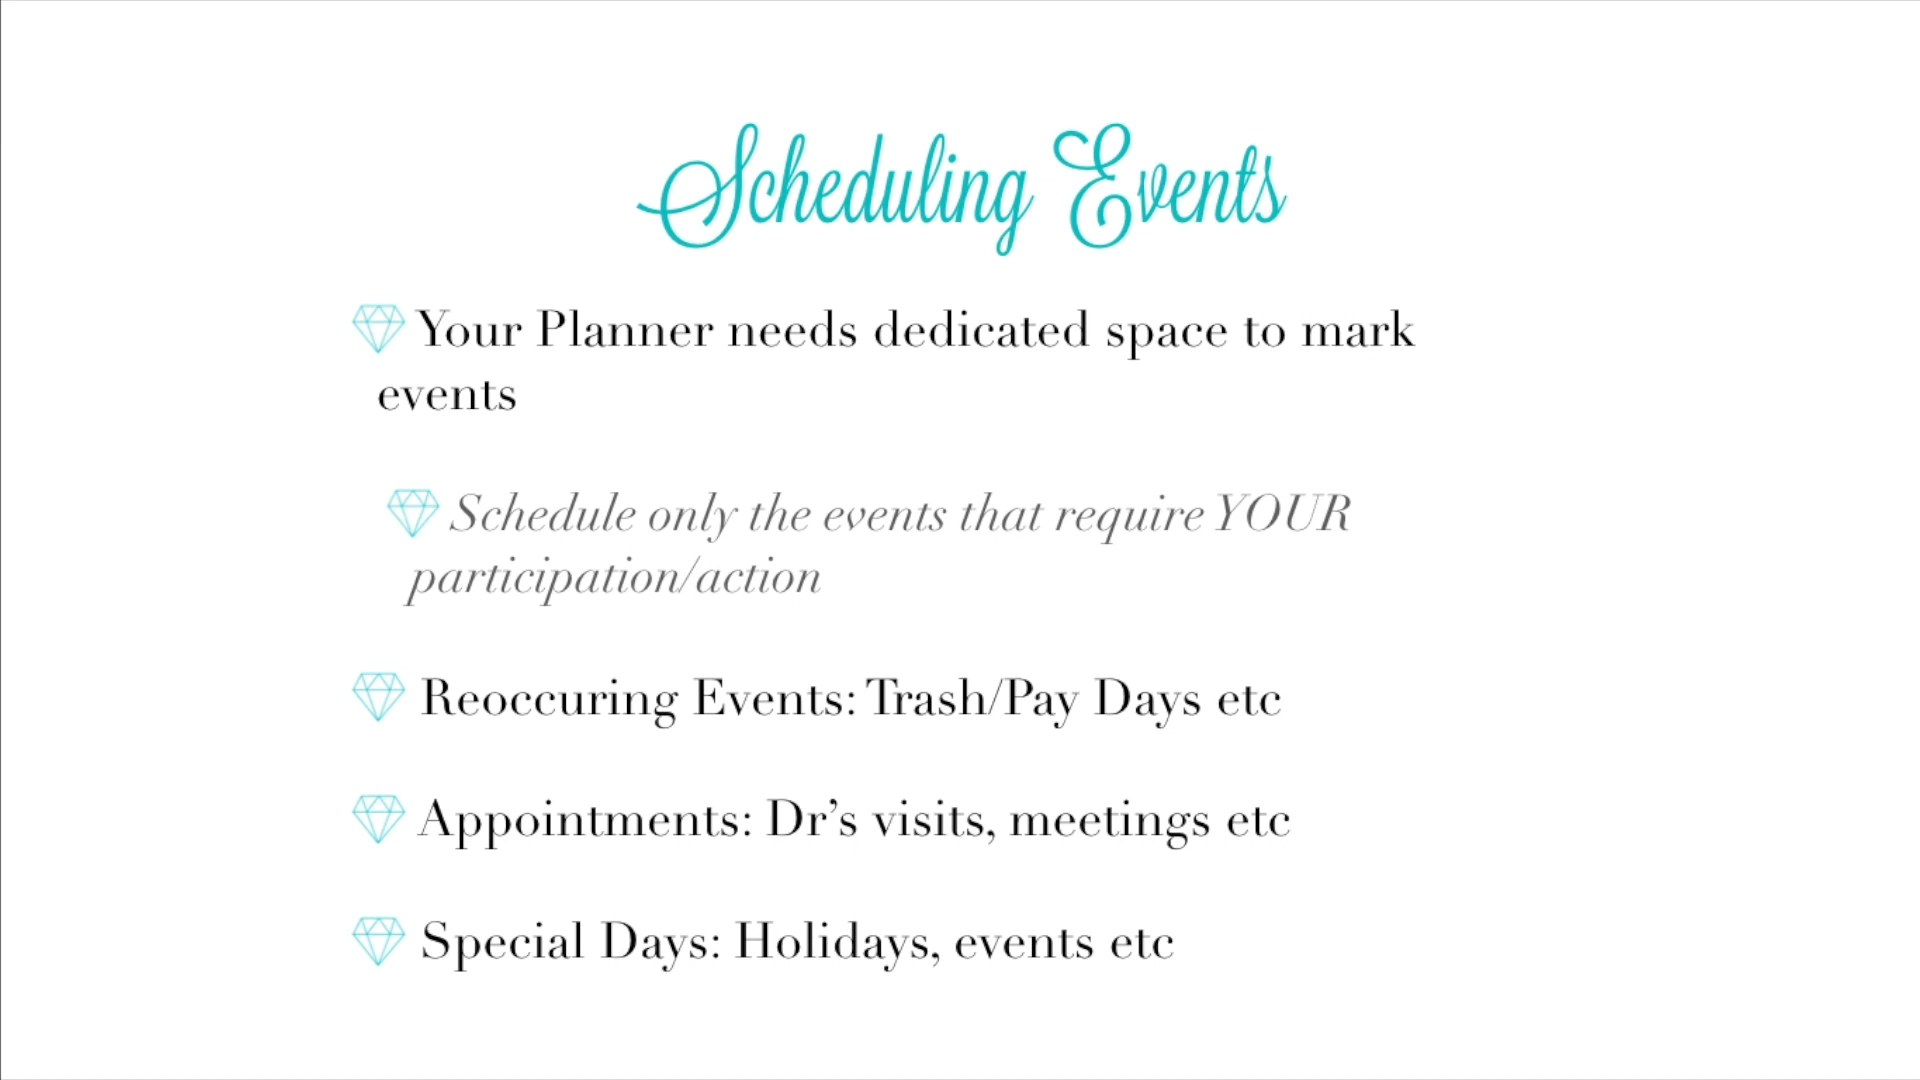 Scheduling Events
Your Planner needs dedicated space to mark
events
Schedule only the events that require YOUR
participation/action
Reoccuring Events: Trash/Pay Days etc
Appointments: Dr’s visits, meetings etc
Special Days: Holidays, events etc